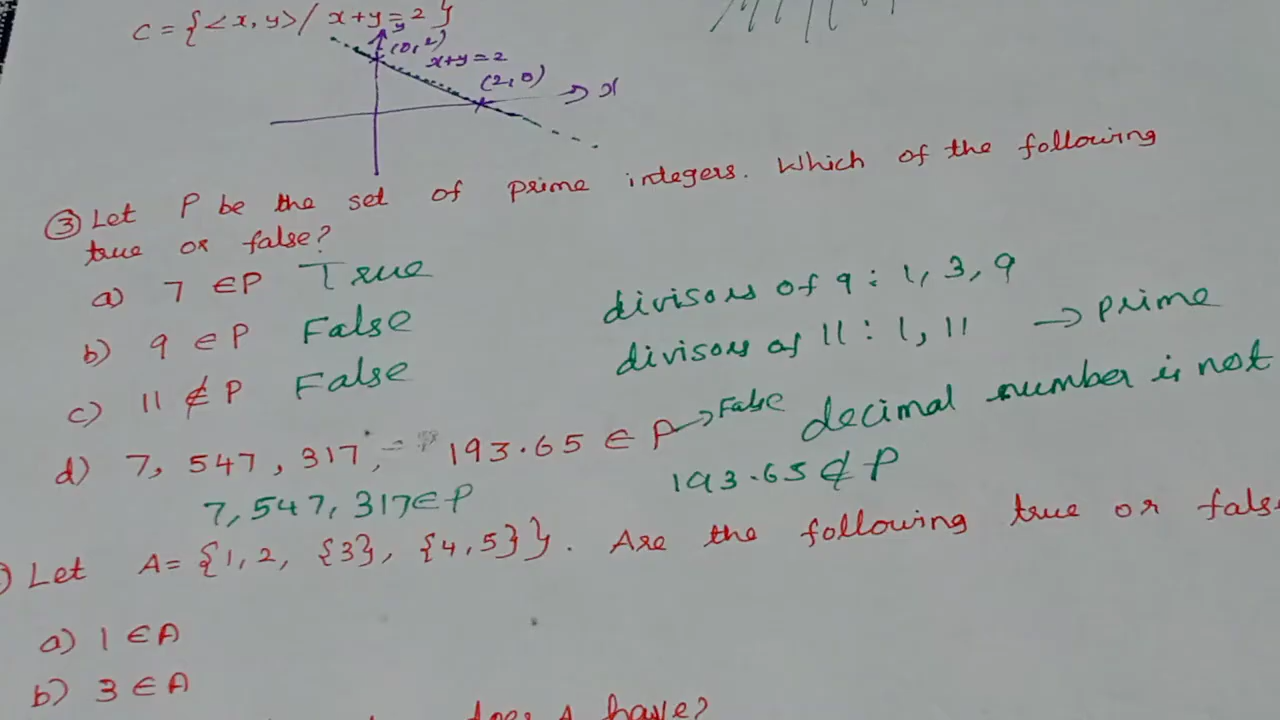 C = {<x, y> / x+y = 2 }
y
(0, 2)
x+y = 2
(2, 0)
→ x
③ Let P be the set of prime integers. Which of the following
true or false?
a) 7 ∈ P True
b) 9 ∈ P False
c) 11 ∉ P False
divisors of 9 : 1, 3, 9
divisors of 11 : 1, 11 → prime
d) 7, 547, 317, - 193.65 ∈ P → False
decimal number is not
7, 547, 317 ∈ P
193.65 ∉ P
) Let A = {1, 2, {3}, {4, 5}}. Are the following true or fals
a) 1 ∈ A
b) 3 ∈ A
does A have?